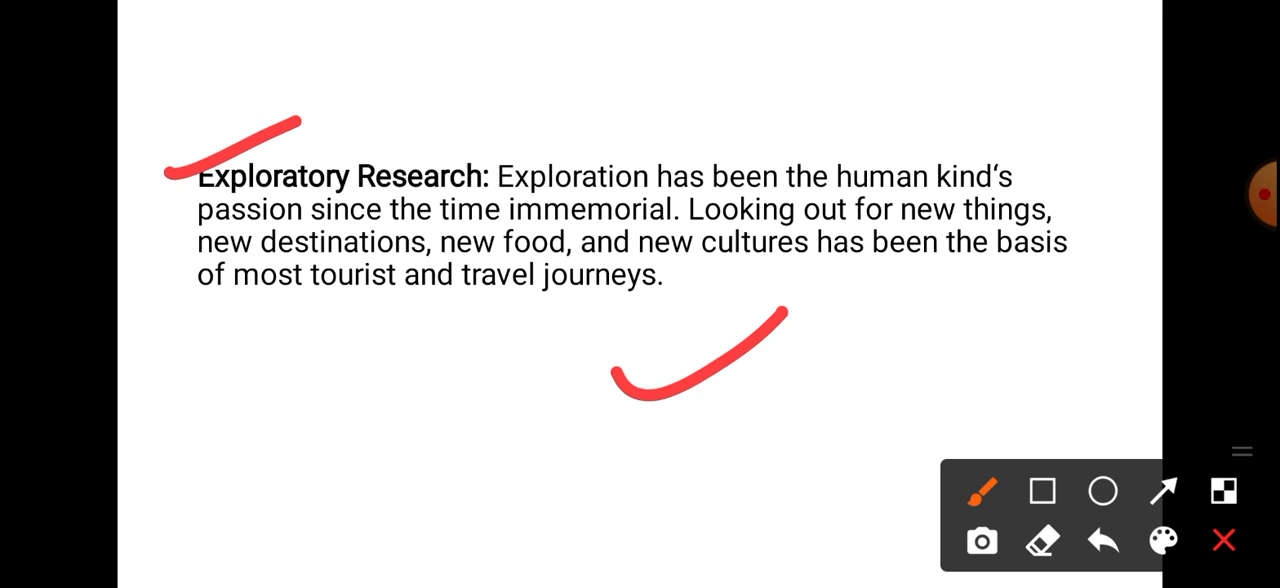 Exploratory Research: Exploration has been the human kind‘s
passion since the time immemorial. Looking out for new things,
new destinations, new food, and new cultures has been the basis
of most tourist and travel journeys.